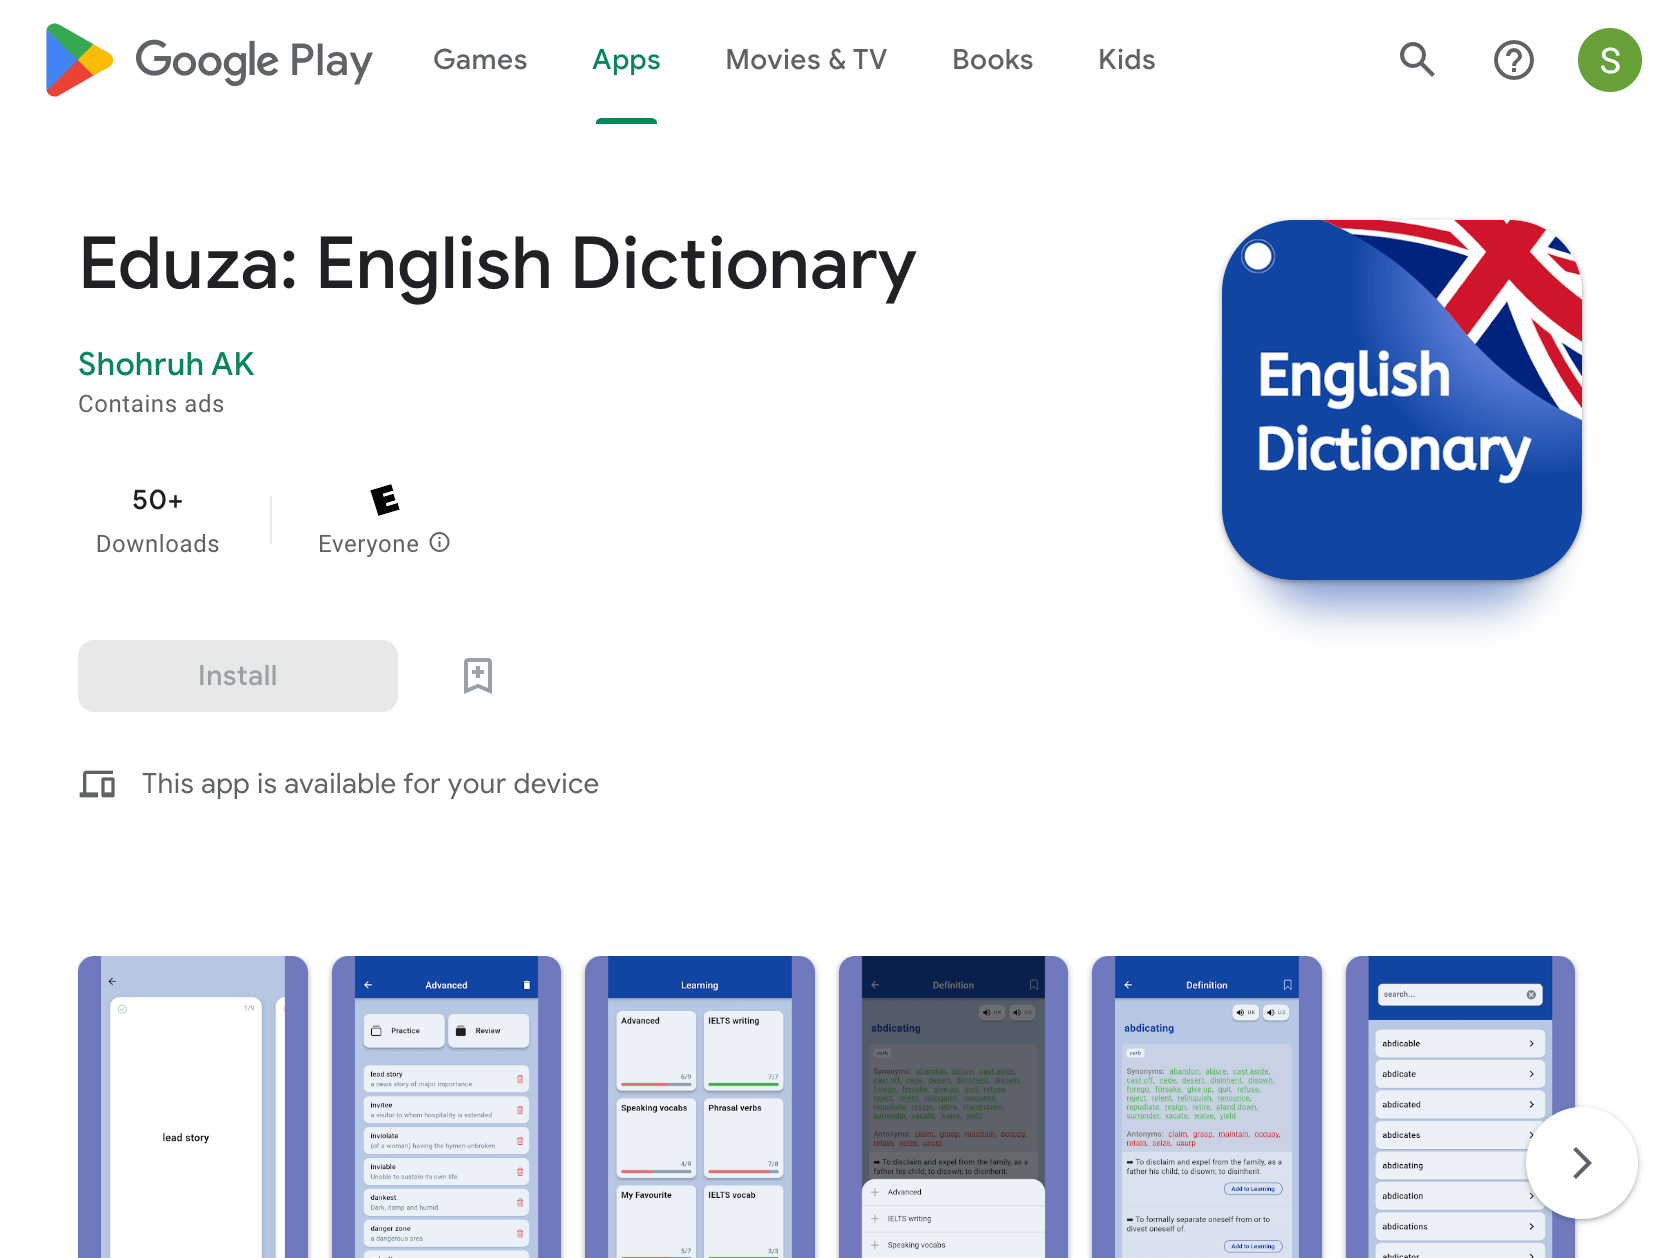 Google Play Games Apps Movies & TV Books Kids
S
Eduza: English Dictionary
Shohruh AK
Contains ads
50+
Downloads
E
Everyone
Install
This app is available for your device
English
Dictionary
1/9
lead story
Advanced
Practice Review
lead story
a news story of major importance
invitee
a visitor to whom hospitality is extended
inviolate
(of a woman) having the hymen unbroken
inviable
Unable to sustain its own life
dankest
Dark, damp and humid
danger zone
a dangerous area
Learning
Advanced IELTS writing
6/9 7/7
Speaking vocabs Phrasal verbs
4/9 7/8
My Favourite IELTS vocab
5/7 3/3
Definition
UK US
abdicating
verb
Synonyms: abandon, abjure, cast aside,
cast off, cede, desert, disinherit, disown,
forego, forsake, give up, quit, refuse,
reject, relent, relinquish, renounce,
repudiate, resign, retire, stand down,
surrender, vacate, waive, yield
Antonyms: claim, grasp, maintain, occupy,
retain, seize, usurp
➡ To disclaim and expel from the family, as a
father his child; to disown; to disinherit.
+ Advanced
+ IELTS writing
+ Speaking vocabs
Definition
UK US
abdicating
verb
Synonyms: abandon, abjure, cast aside,
cast off, cede, desert, disinherit, disown,
forego, forsake, give up, quit, refuse,
reject, relent, relinquish, renounce,
repudiate, resign, retire, stand down,
surrender, vacate, waive, yield
Antonyms: claim, grasp, maintain, occupy,
retain, seize, usurp
➡ To disclaim and expel from the family, as a
father his child; to disown; to disinherit.
Add to Learning
➡ To formally separate oneself from or to
divest oneself of.
Add to Learning
search...
abdicable
abdicate
abdicated
abdicates
abdicating
abdication
abdications
abdicator